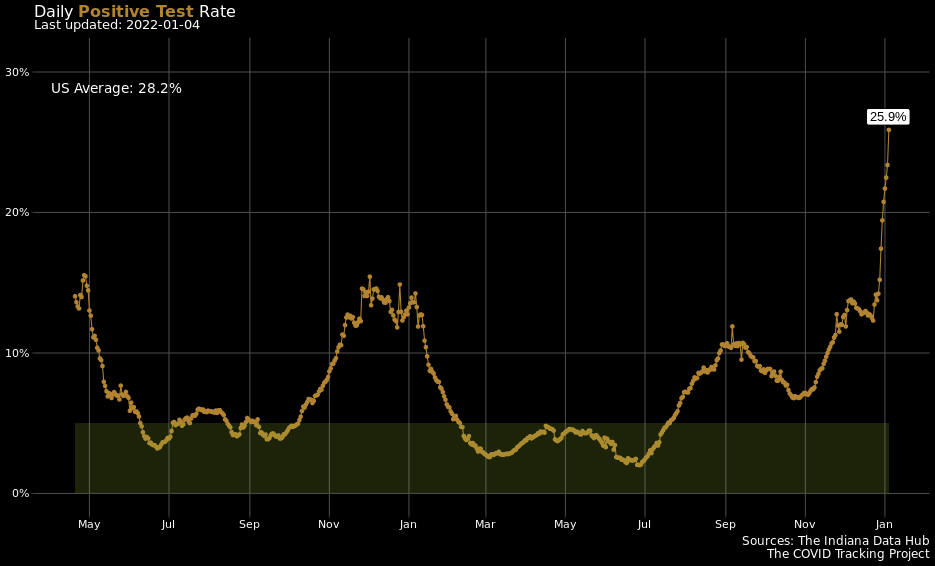 Daily Positive Test Rate
Last updated: 2022-01-04
30%
US Average: 28.2%
25.9%
20%
10%
0%
May Jul Sep Nov Jan Mar May Jul Sep Nov Jan
Sources: The Indiana Data Hub
The COVID Tracking Project